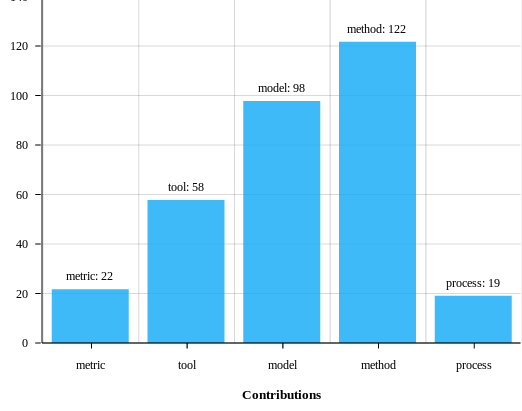 120
100
80
60
40
20
0
method: 122
model: 98
tool: 58
metric: 22
process: 19
metric
tool
model
method
process
Contributions